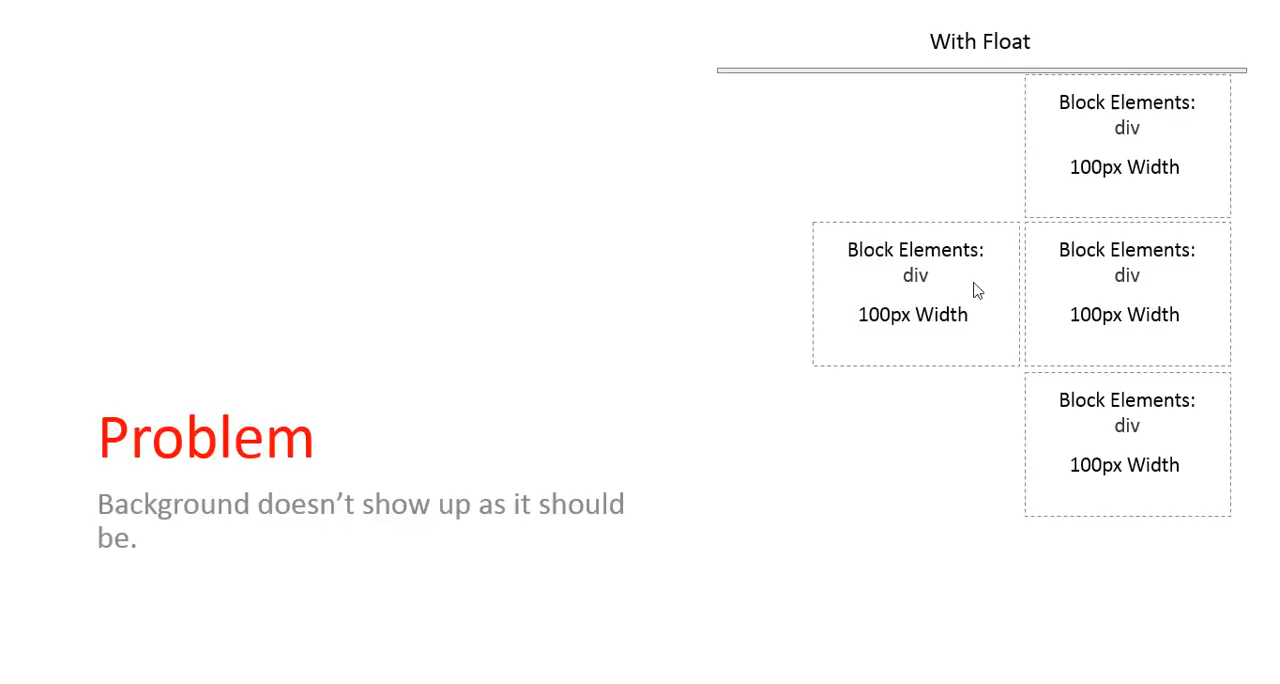 With Float
Block Elements:
div
100px Width
Block Elements:
div
100px Width
Block Elements:
div
100px Width
Block Elements:
div
100px Width
Problem
Background doesn’t show up as it should
be.